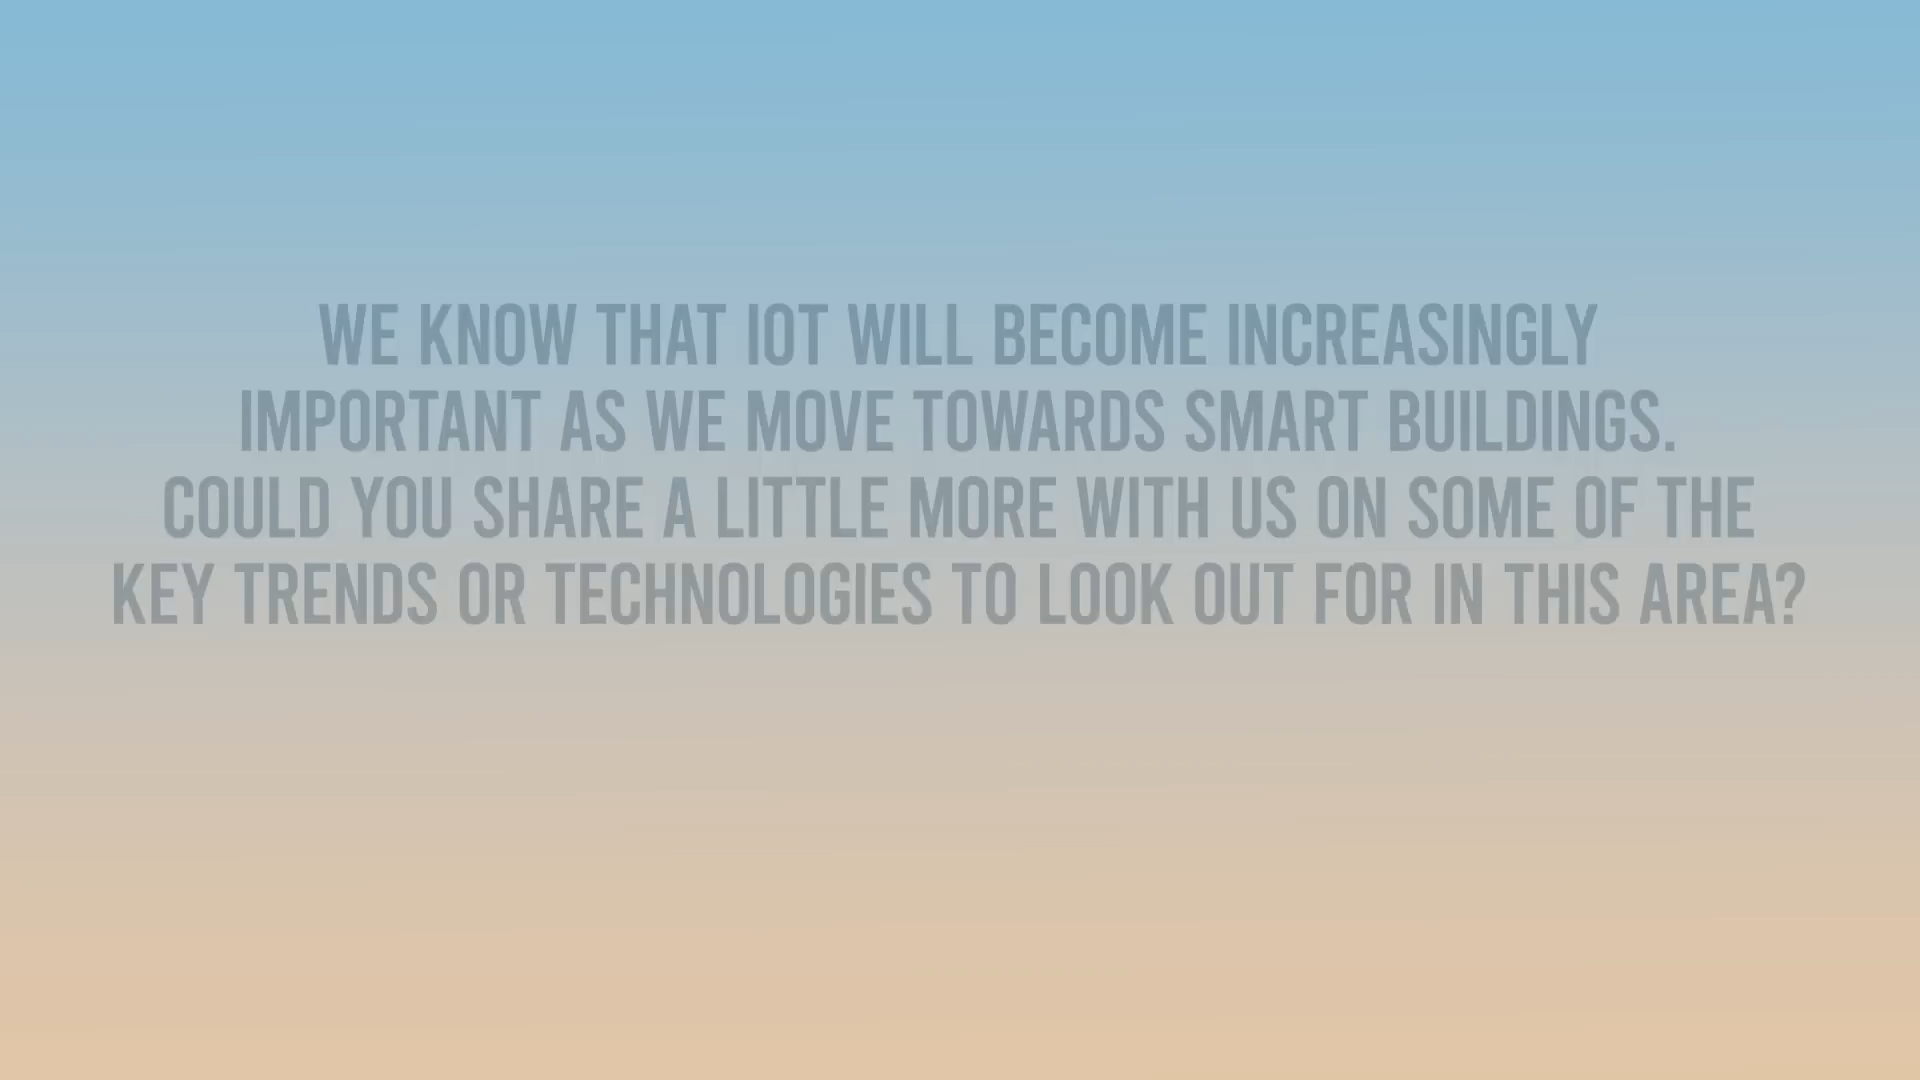 WE KNOW THAT IOT WILL BECOME INCREASINGLY
IMPORTANT AS WE MOVE TOWARDS SMART BUILDINGS.
COULD YOU SHARE A LITTLE MORE WITH US ON SOME OF THE
KEY TRENDS OR TECHNOLOGIES TO LOOK OUT FOR IN THIS AREA?